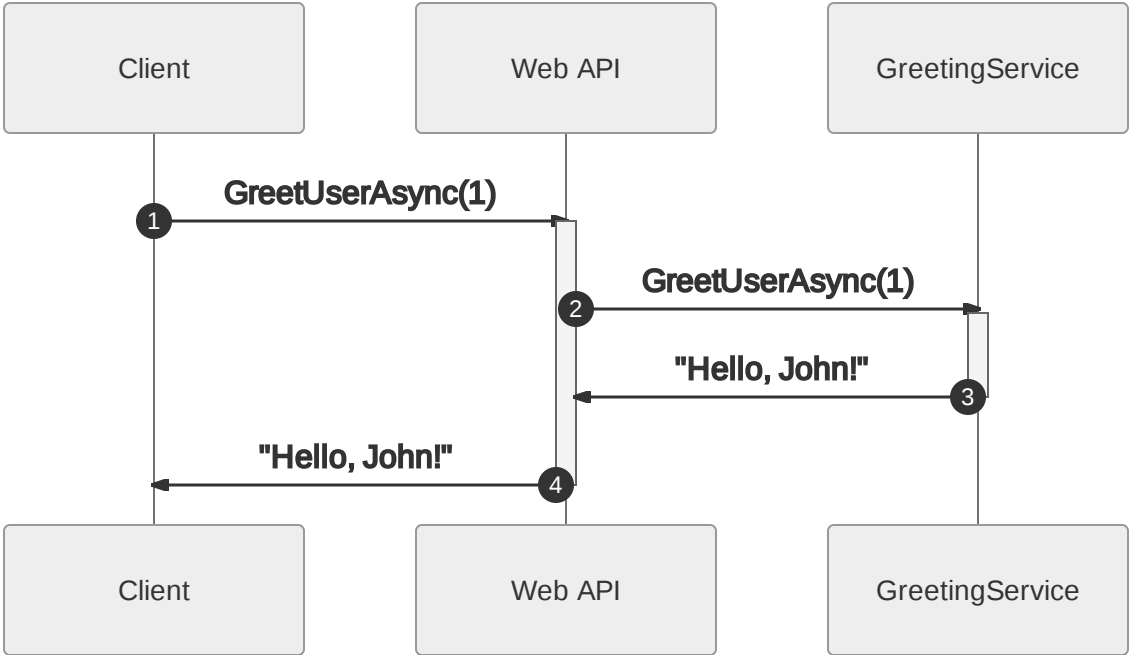 Client
Web API
GreetingService
GreetUserAsync(1)
1
GreetUserAsync(1)
2
"Hello, John!"
3
"Hello, John!"
4
Client
Web API
GreetingService